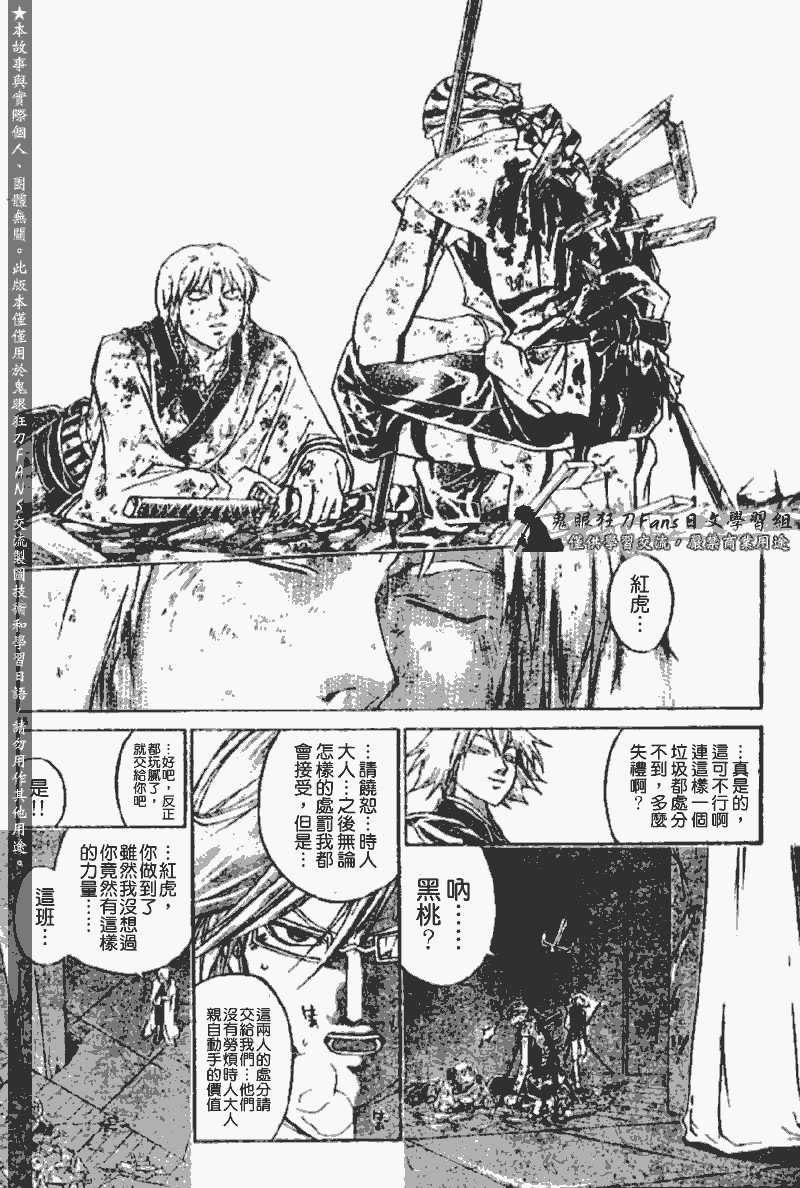 ★本故事與實際個人、團體無關。此版本僅僅用於鬼眼狂刀FANS交流製圖技術和學習日語，請勿用作其他用途。
鬼眼狂刀Fans日文學習組
僅供學習交流，嚴禁商業用途
紅虎…
…真是的，
這可不行啊
連這樣一個
垃圾都處分
不到，多麼
失禮啊？
吶……
黑桃？
…請饒恕…時人
大人…之後無論
怎樣的處罰我都
會接受，但是…
這兩人的處分請
交給我們…他們
沒有勞煩時人大人
親自動手的價值
…好吧，反正
都玩膩了，
就交給你吧
是!!
…紅虎，
你做到了
雖然我沒想過
你竟然有這樣
的力量……
這班…